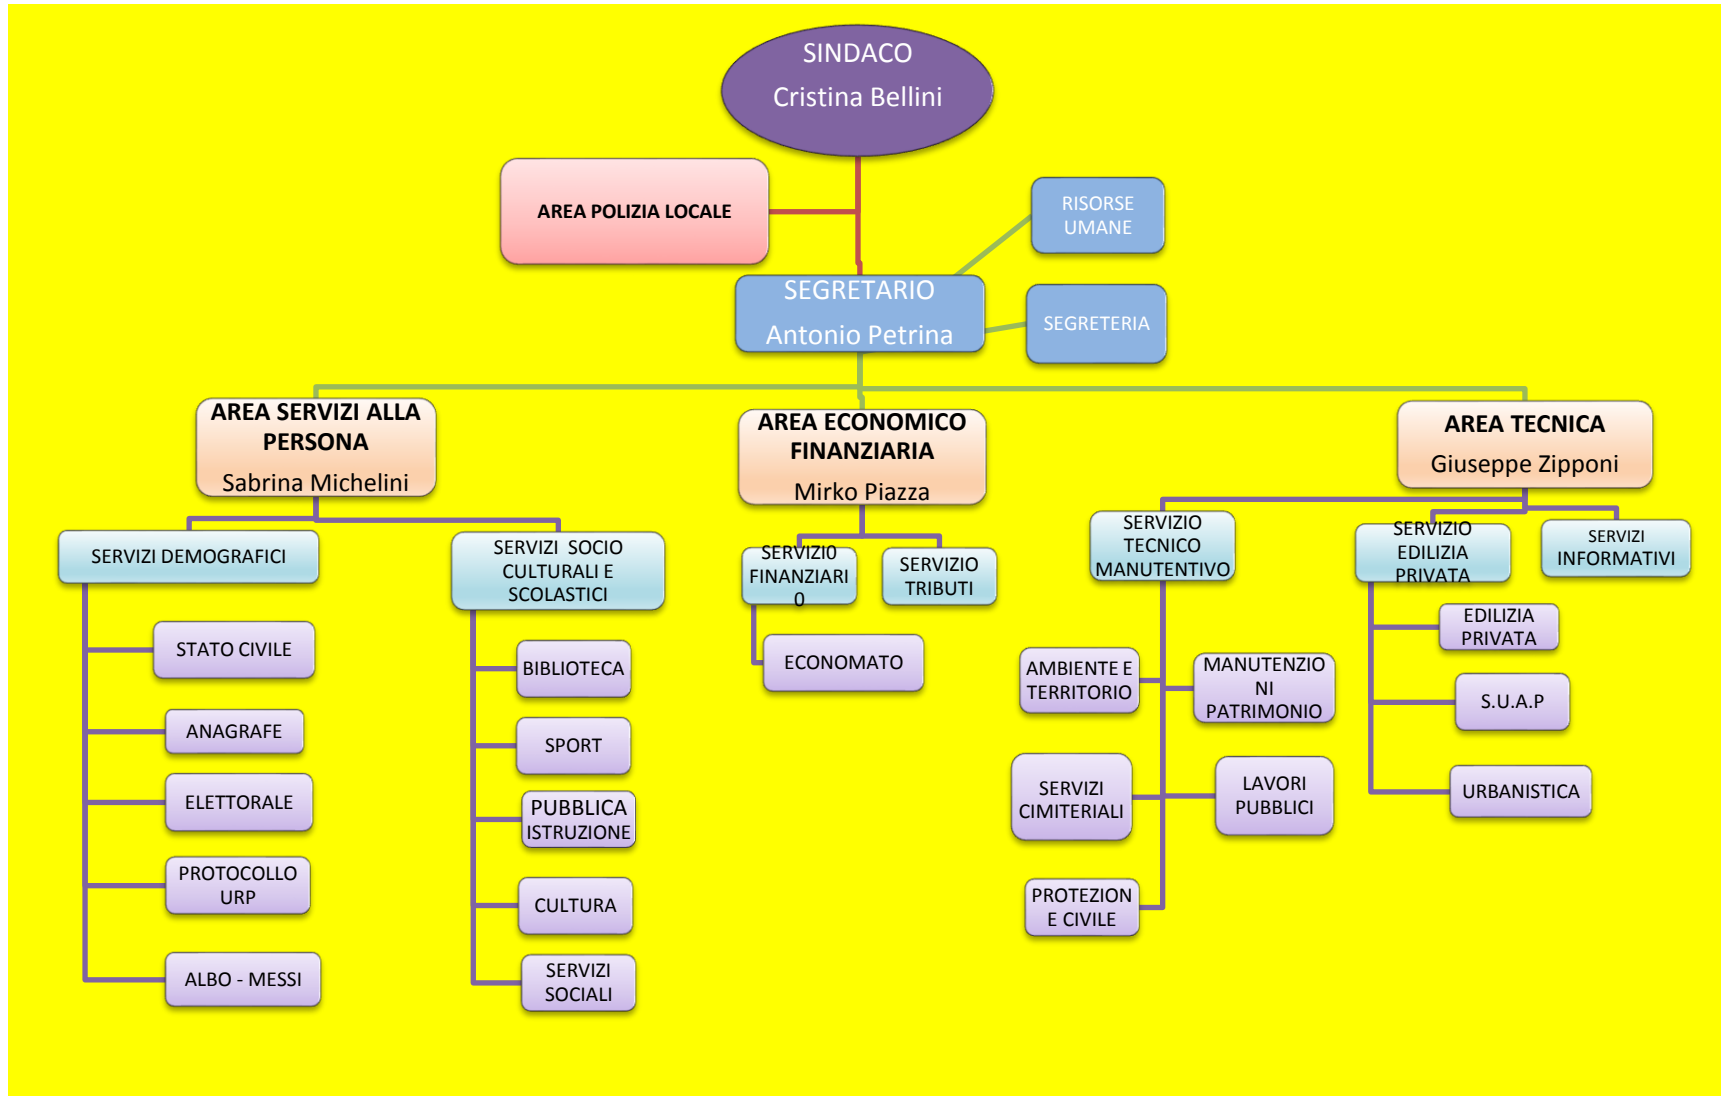 SINDACO
Cristina Bellini
AREA POLIZIA LOCALE
RISORSE
UMANE
SEGRETARIO
Antonio Petrina
SEGRETERIA
AREA SERVIZI ALLA
PERSONA
Sabrina Michelini
AREA ECONOMICO
FINANZIARIA
Mirko Piazza
AREA TECNICA
Giuseppe Zipponi
SERVIZI DEMOGRAFICI
STATO CIVILE
ANAGRAFE
ELETTORALE
PROTOCOLLO
URP
ALBO - MESSI
SERVIZI SOCIO
CULTURALI E
SCOLASTICI
BIBLIOTECA
SPORT
PUBBLICA
ISTRUZIONE
CULTURA
SERVIZI
SOCIALI
SERVIZI0
FINANZIARI
0
ECONOMATO
SERVIZIO
TRIBUTI
SERVIZIO
TECNICO
MANUTENTIVO
AMBIENTE E
TERRITORIO
MANUTENZIO
NI
PATRIMONIO
SERVIZI
CIMITERIALI
LAVORI
PUBBLICI
PROTEZION
E CIVILE
SERVIZIO
EDILIZIA
PRIVATA
EDILIZIA
PRIVATA
S.U.A.P
URBANISTICA
SERVIZI
INFORMATIVI